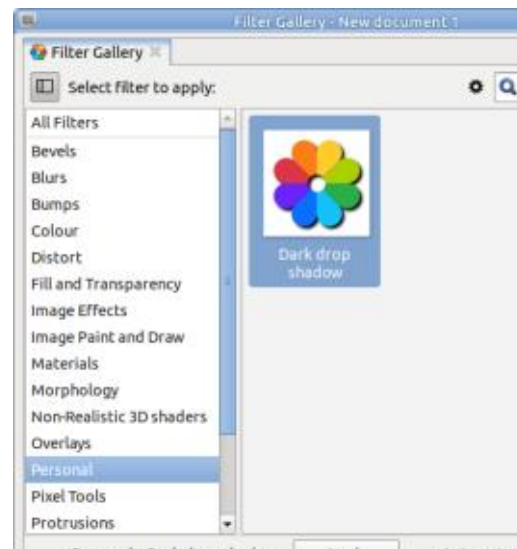 Filter Gallery - New document 1
Filter Gallery
Select filter to apply:
All Filters
Bevels
Blurs
Bumps
Colour
Distort
Fill and Transparency
Image Effects
Image Paint and Draw
Materials
Morphology
Non-Realistic 3D shaders
Overlays
Personal
Pixel Tools
Protrusions
Dark drop
shadow